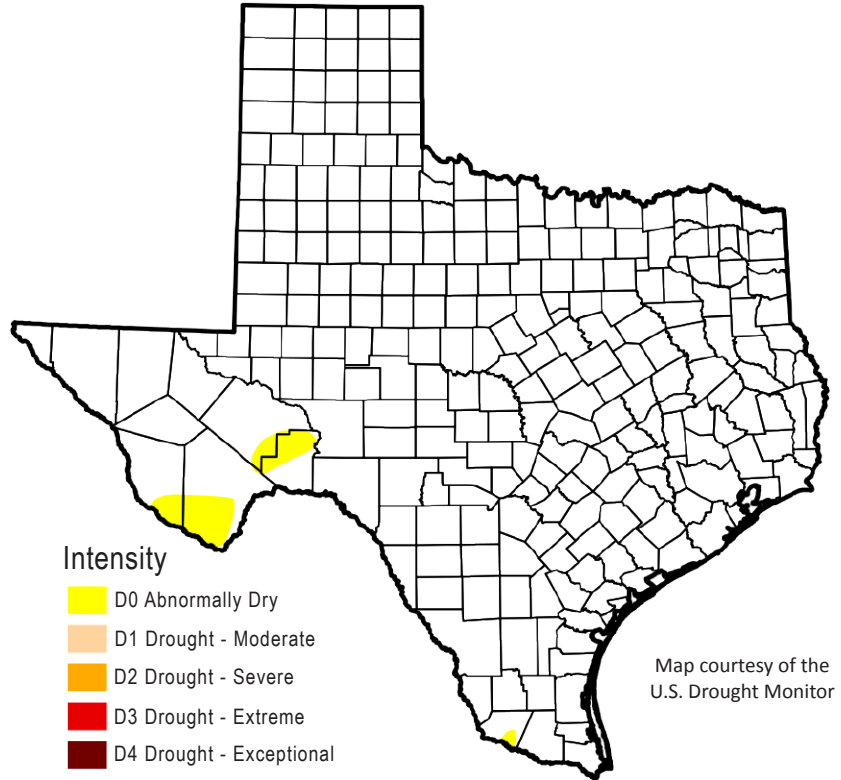 Intensity
D0 Abnormally Dry
D1 Drought - Moderate
D2 Drought - Severe
D3 Drought - Extreme
D4 Drought - Exceptional
Map courtesy of the
U.S. Drought Monitor